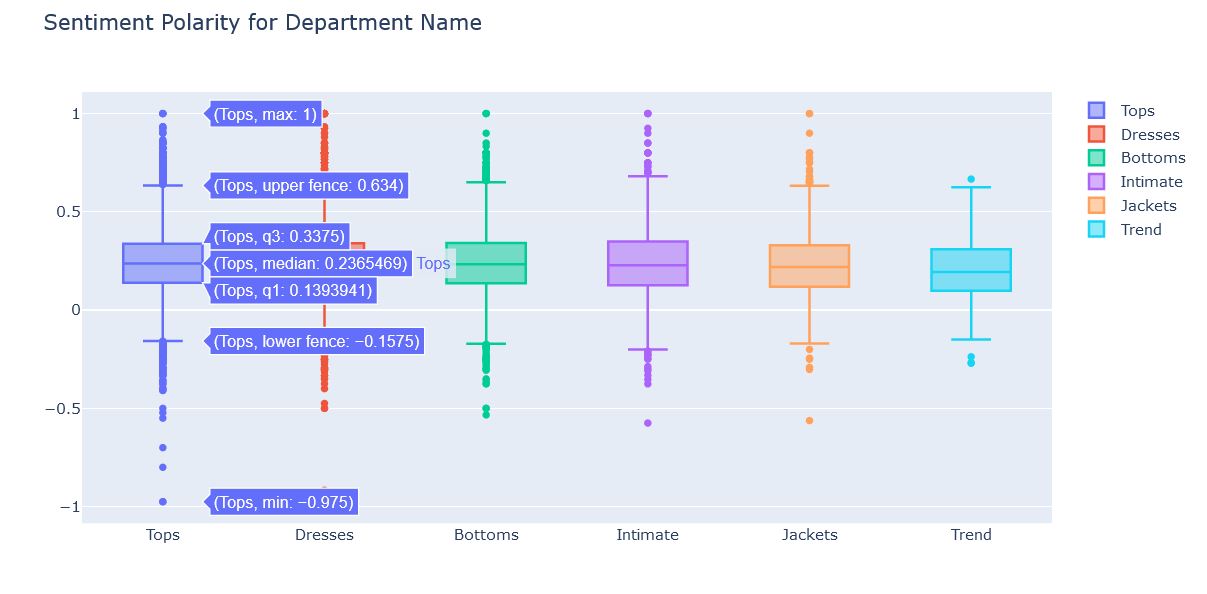 Sentiment Polarity for Department Name
1
0.5
0
−0.5
−1
(Tops, max: 1)
(Tops, upper fence: 0.634)
(Tops, q3: 0.3375)
(Tops, median: 0.2365469) Tops
(Tops, q1: 0.1393941)
(Tops, lower fence: −0.1575)
(Tops, min: −0.975)
Tops
Dresses
Bottoms
Intimate
Jackets
Trend
Tops
Dresses
Bottoms
Intimate
Jackets
Trend